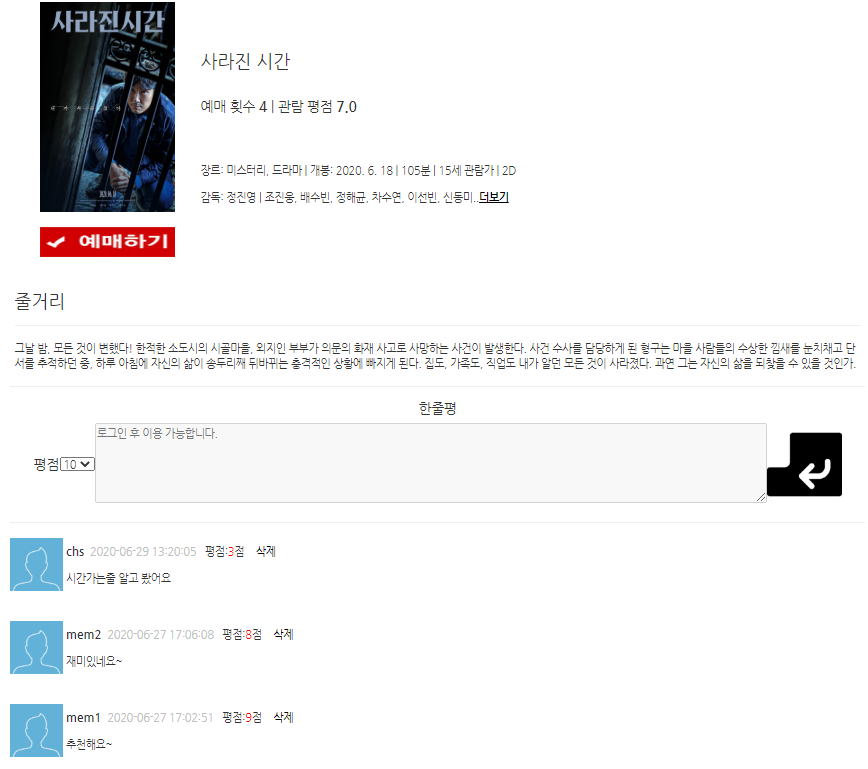 사라진시간
사라진 시간
예매 횟수 4 | 관람 평점 7.0
장르: 미스터리, 드라마 | 개봉: 2020. 6. 18 | 105분 | 15세 관람가 | 2D
감독: 정진영 | 조진웅, 배수빈, 정해균, 차수연, 이선빈, 신동미..더보기
예매하기
줄거리
그날 밤, 모든 것이 변했다! 한적한 소도시의 시골마을, 외지인 부부가 의문의 화재 사고로 사망하는 사건이 발생한다. 사건 수사를 담당하게 된 형구는 마을 사람들의 수상한 낌새를 눈치채고 단
서를 추적하던 중, 하루 아침에 자신의 삶이 송두리째 뒤바뀌는 충격적인 상황에 빠지게 된다. 집도, 가족도, 직업도 내가 알던 모든 것이 사라졌다. 과연 그는 자신의 삶을 되찾을 수 있을 것인가.
한줄평
로그인 후 이용 가능합니다.
평점 10
chs 2020-06-29 13:20:05 평점:3점 삭제
시간가는줄 알고 봤어요
mem2 2020-06-27 17:06:08 평점:8점 삭제
재미있네요~
mem1 2020-06-27 17:02:51 평점:9점 삭제
추천해요~